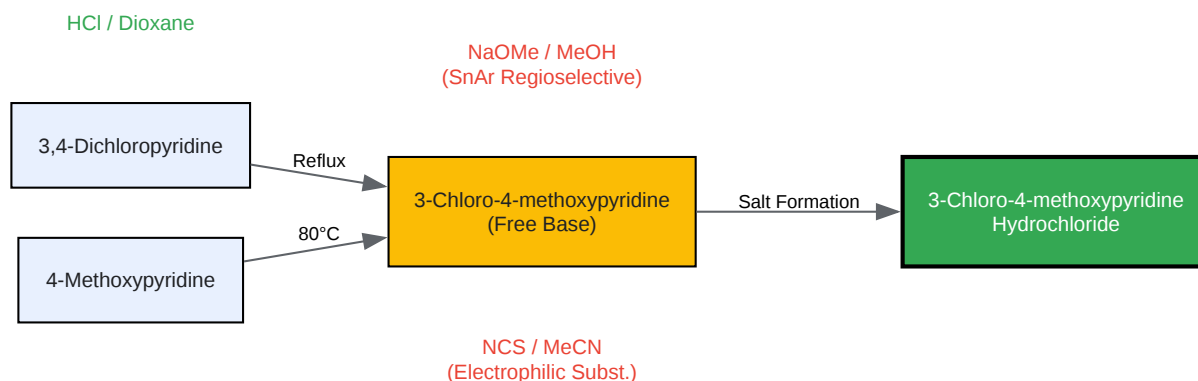 HCl / Dioxane
NaOMe / MeOH
(SnAr Regioselective)
3,4-Dichloropyridine
Reflux
3-Chloro-4-methoxypyridine
(Free Base)
Salt Formation
3-Chloro-4-methoxypyridine
Hydrochloride
80°C
4-Methoxypyridine
NCS / MeCN
(Electrophilic Subst.)